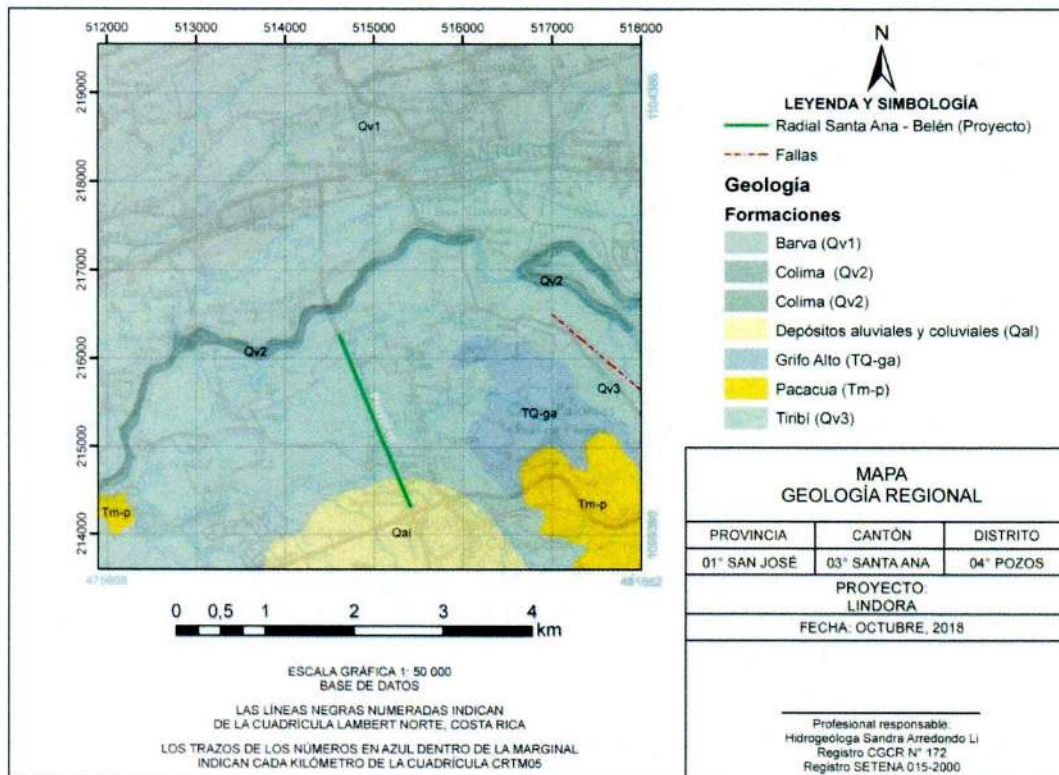 512000 513000 514000 515000 516000 517000 518000
219000
218000
217000
216000
215000
214000
1104386
Qv1
Qv2
Qv2
Qv3
TQ-ga
Tm-p
Tm-p
Qal
0 0,5 1 2 3 4
km
ESCALA GRÁFICA 1: 50 000
BASE DE DATOS
LAS LÍNEAS NEGRAS NUMERADAS INDICAN
DE LA CUADRÍCULA LAMBERT NORTE, COSTA RICA
LOS TRAZOS DE LOS NÚMEROS EN AZUL DENTRO DE LA MARGINAL
INDICAN CADA KILÓMETRO DE LA CUADRÍCULA CRTM05
N
LEYENDA Y SIMBOLOGÍA
Radial Santa Ana - Belén (Proyecto)
Fallas
Geología
Formaciones
Barva (Qv1)
Colima (Qv2)
Colima (Qv2)
Depósitos aluviales y coluviales (Qal)
Grifo Alto (TQ-ga)
Pacacua (Tm-p)
Tiribí (Qv3)
MAPA
GEOLOGÍA REGIONAL
PROVINCIA CANTÓN DISTRITO
01° SAN JOSÉ 03° SANTA ANA 04° POZOS
PROYECTO:
LINDORA
FECHA: OCTUBRE, 2018
Profesional responsable:
Hidrogeóloga Sandra Arredondo Li
Registro CGCR N° 172
Registro SETENA 015-2000